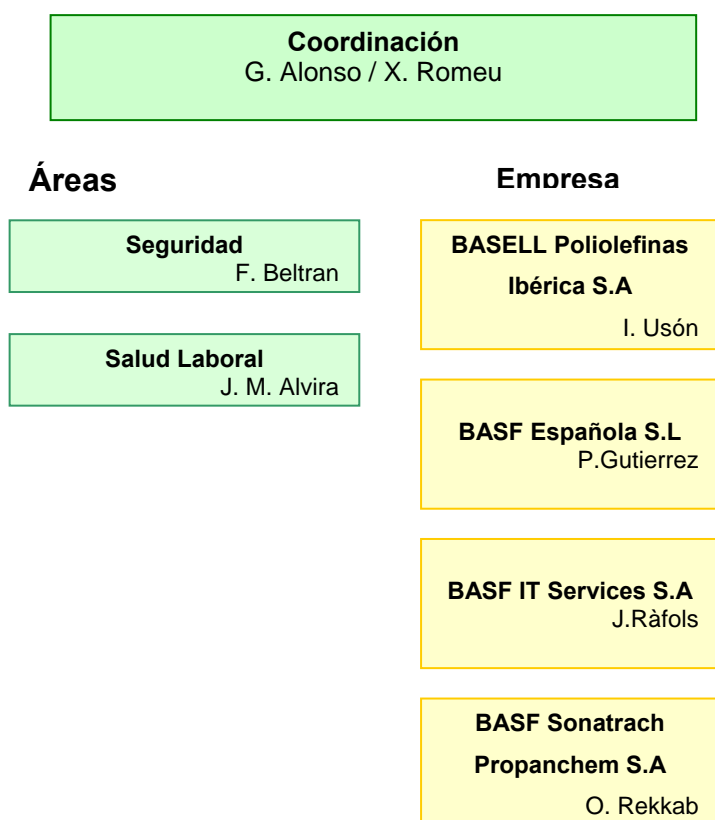 Coordinación
G. Alonso / X. Romeu
Áreas
Seguridad
F. Beltran
Salud Laboral
J. M. Alvira
Empresa
BASELL Poliolefinas
Ibérica S.A
I. Usón
BASF Española S.L
P.Gutierrez
BASF IT Services S.A
J.Ràfols
BASF Sonatrach
Propanchem S.A
O. Rekkab